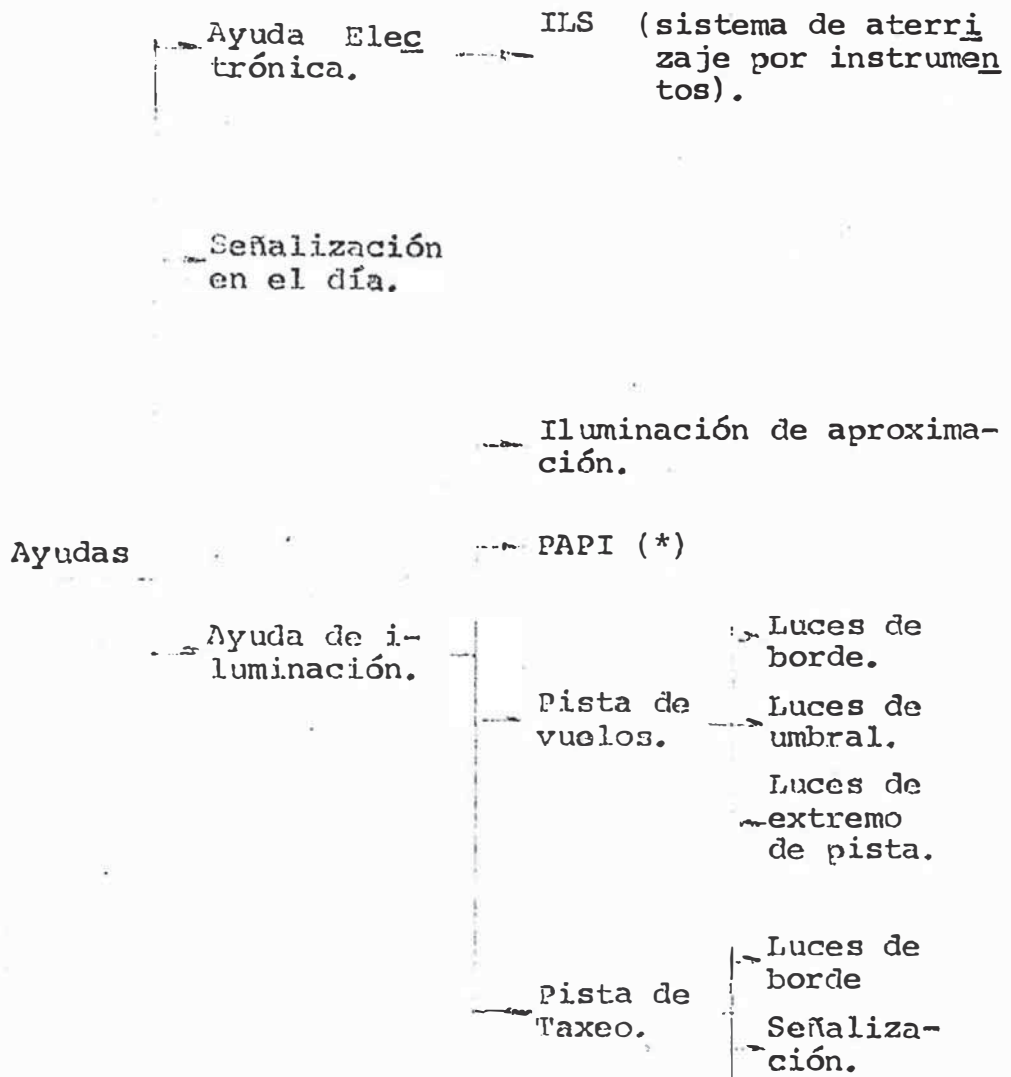 Ayuda Elec
trónica.
ILS (sistema de aterri
zaje por instrumen
tos).
Señalización
en el día.
Iluminación de aproxima-
ción.
Ayudas
PAPI (*)
Ayuda de i-
luminación.
Pista de
vuelos.
Luces de
borde.
Luces de
umbral.
Luces de
extremo
de pista.
Pista de
Taxeo.
Luces de
borde
Señaliza-
ción.